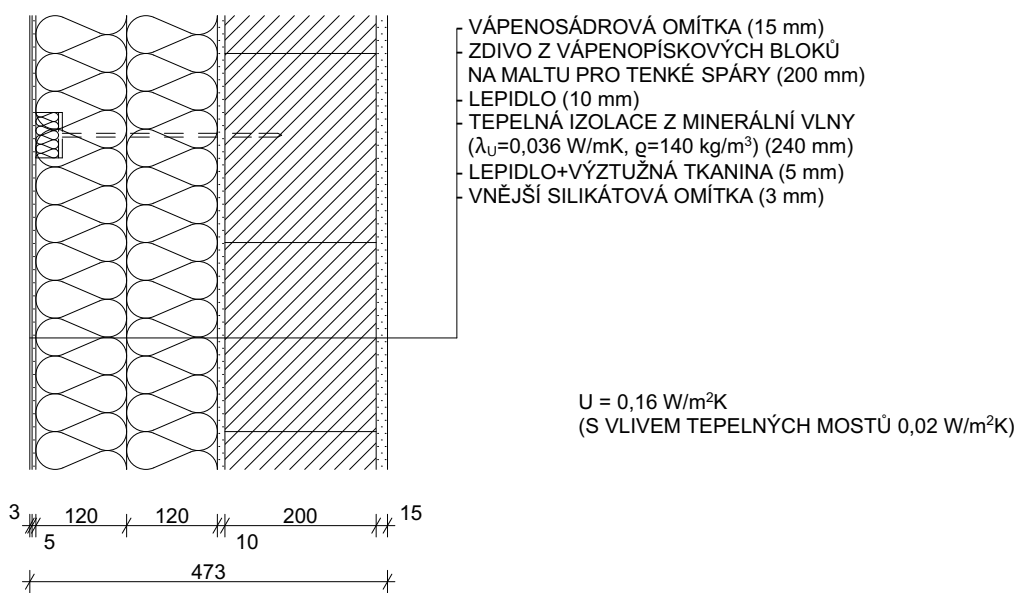 VÁPENOSÁDROVÁ OMÍTKA (15 mm)
ZDIVO Z VÁPENOPÍSKOVÝCH BLOKŮ
NA MALTU PRO TENKÉ SPÁRY (200 mm)
LEPIDLO (10 mm)
TEPELNÁ IZOLACE Z MINERÁLNÍ VLNY
(λU=0,036 W/mK, ρ=140 kg/m³) (240 mm)
LEPIDLO+VÝZTUŽNÁ TKANINA (5 mm)
VNĚJŠÍ SILIKÁTOVÁ OMÍTKA (3 mm)
U = 0,16 W/m²K
(S VLIVEM TEPELNÝCH MOSTŮ 0,02 W/m²K)
3 120 120 200 15
5 10
473